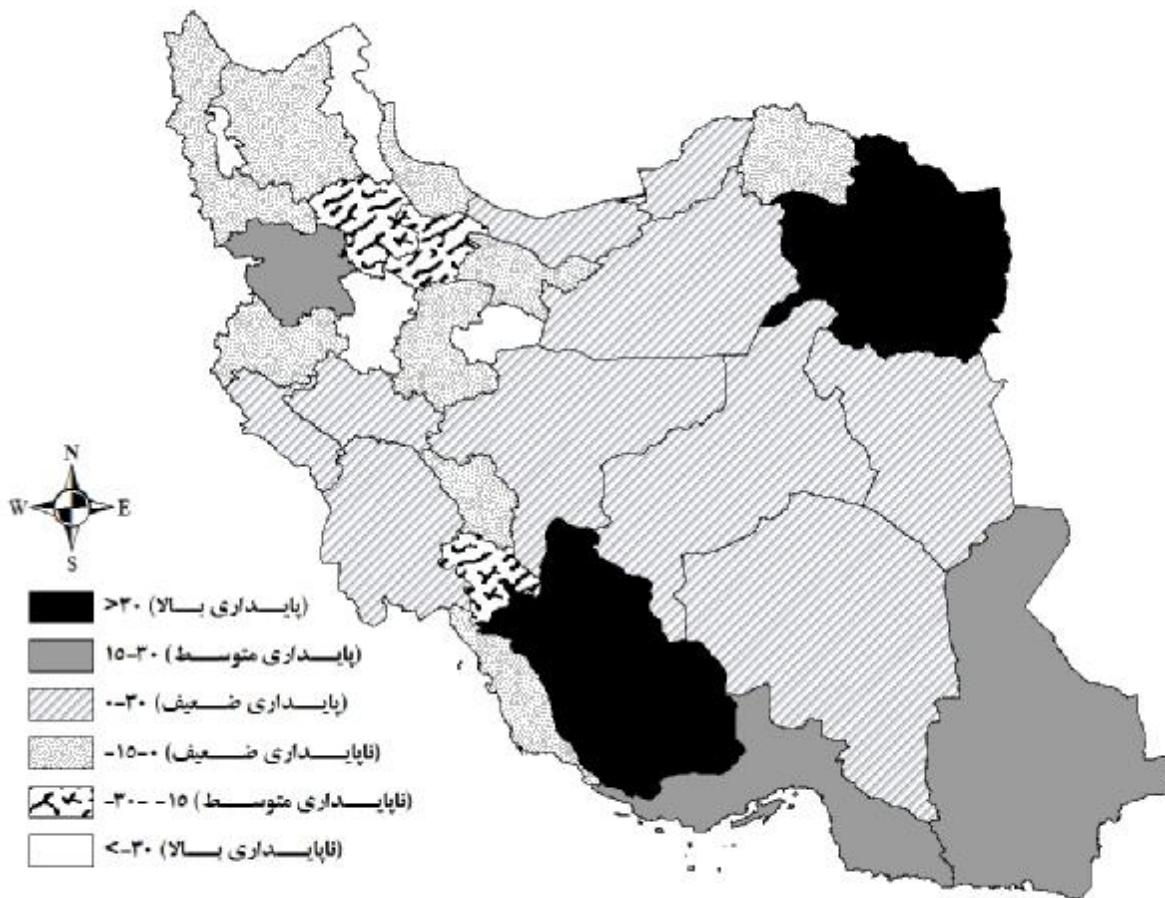 N
W E
S
(پایداری بالا) ۳۰<
(پایداری متوسط) ۳۰-۱۵
(پایداری ضعیف) ۳۰-۰
(ناپایداری ضعیف) ۰-۱۵-
(ناپایداری متوسط) ۱۵- -۳۰-
(ناپایداری بالا) ۳۰->